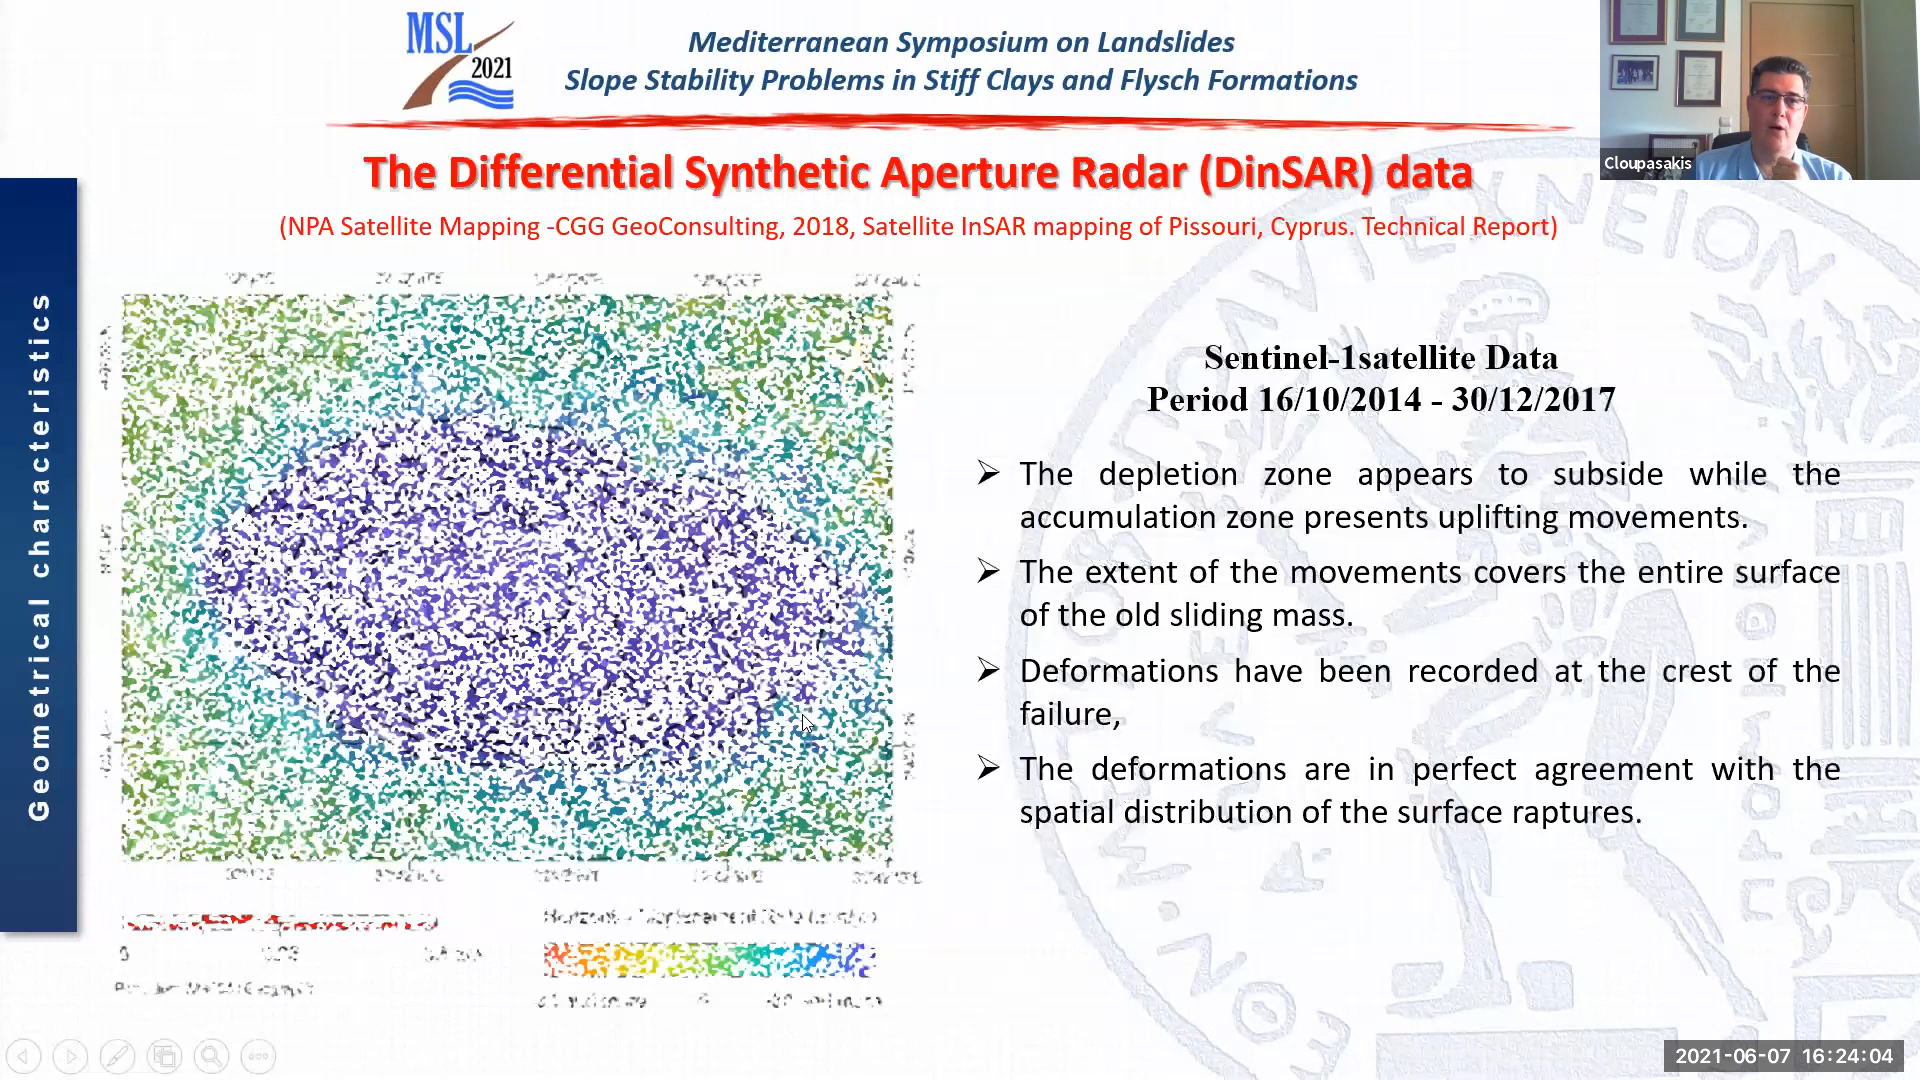 MSL
2021
Mediterranean Symposium on Landslides
Slope Stability Problems in Stiff Clays and Flysch Formations
Cloupasakis
The Differential Synthetic Aperture Radar (DinSAR) data
(NPA Satellite Mapping -CGG GeoConsulting, 2018, Satellite InSAR mapping of Pissouri, Cyprus. Technical Report)
Geometrical characteristics
Sentinel-1satellite Data
Period 16/10/2014 - 30/12/2017
➢ The depletion zone appears to subside while the
accumulation zone presents uplifting movements.
➢ The extent of the movements covers the entire surface
of the old sliding mass.
➢ Deformations have been recorded at the crest of the
failure,
➢ The deformations are in perfect agreement with the
spatial distribution of the surface raptures.
2021-06-07 16:24:04